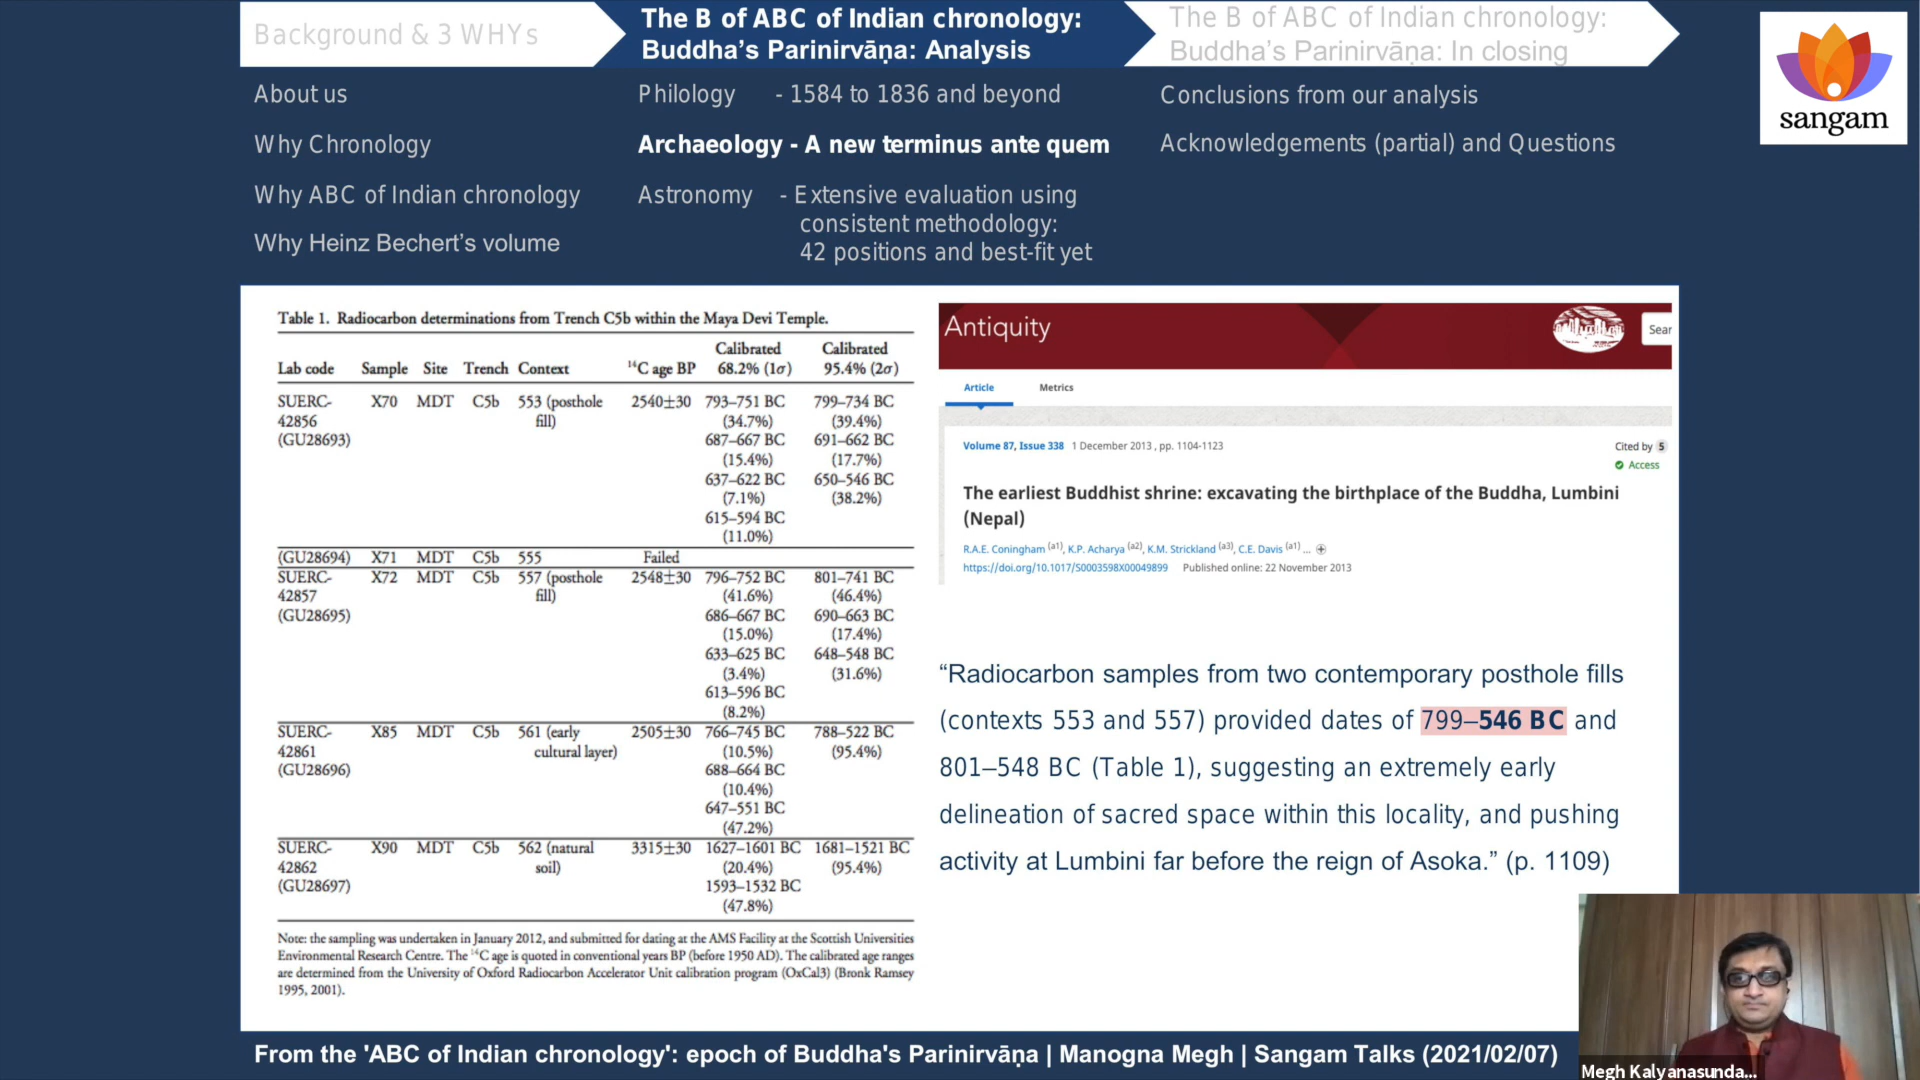 Background & 3 WHYs
The B of ABC of Indian chronology:
Buddha's Parinirvāṇa: Analysis
The B of ABC of Indian chronology:
Buddha's Parinirvāṇa: In closing
sangam
About us
Why Chronology
Why ABC of Indian chronology
Why Heinz Bechert's volume
Philology - 1584 to 1836 and beyond
Archaeology - A new terminus ante quem
Astronomy - Extensive evaluation using
consistent methodology:
42 positions and best-fit yet
Conclusions from our analysis
Acknowledgements (partial) and Questions
Table 1. Radiocarbon determinations from Trench C5b within the Maya Devi Temple.
Calibrated Calibrated
Lab code Sample Site Trench Context ¹⁴C age BP 68.2% (1σ) 95.4% (2σ)
SUERC- X70 MDT C5b 553 (posthole 2540±30 793–751 BC 799–734 BC
42856 fill) (34.7%) (39.4%)
(GU28693) 687–667 BC 691–662 BC
(15.4%) (17.7%)
637–622 BC 650–546 BC
(7.1%) (38.2%)
615–594 BC
(11.0%)
(GU28694) X71 MDT C5b 555 Failed
SUERC- X72 MDT C5b 557 (posthole 2548±30 796–752 BC 801–741 BC
42857 fill) (41.6%) (46.4%)
(GU28695) 686–667 BC 690–663 BC
(15.0%) (17.4%)
633–625 BC 648–548 BC
(3.4%) (31.6%)
613–596 BC
(8.2%)
SUERC- X85 MDT C5b 561 (early 2505±30 766–745 BC 788–522 BC
42861 cultural layer) (10.5%) (95.4%)
(GU28696) 688–664 BC
(10.4%)
647–551 BC
(47.2%)
SUERC- X90 MDT C5b 562 (natural 3315±30 1627–1601 BC 1681–1521 BC
42862 soil) (20.4%) (95.4%)
(GU28697) 1593–1532 BC
(47.8%)
Note: the sampling was undertaken in January 2012, and submitted for dating at the AMS Facility at the Scottish Universities
Environmental Research Centre. The ¹⁴C age is quoted in conventional years BP (before 1950 AD). The calibrated age ranges
are determined from the University of Oxford Radiocarbon Accelerator Unit calibration program (OxCal3) (Bronk Ramsey
1995, 2001).
Antiquity
Sear
Article Metrics
Volume 87, Issue 338 1 December 2013 , pp. 1104-1123
Cited by 5
Access
The earliest Buddhist shrine: excavating the birthplace of the Buddha, Lumbini
(Nepal)
R.A.E. Coningham (a1), K.P. Acharya (a2), K.M. Strickland (a3), C.E. Davis (a1) ...
https://doi.org/10.1017/S0003598X00049899 Published online: 22 November 2013
“Radiocarbon samples from two contemporary posthole fills
(contexts 553 and 557) provided dates of 799–546 BC and
801–548 BC (Table 1), suggesting an extremely early
delineation of sacred space within this locality, and pushing
activity at Lumbini far before the reign of Asoka.” (p. 1109)
From the 'ABC of Indian chronology': epoch of Buddha's Parinirvāṇa | Manogna Megh | Sangam Talks (2021/02/07)
Megh Kalyanasunda...